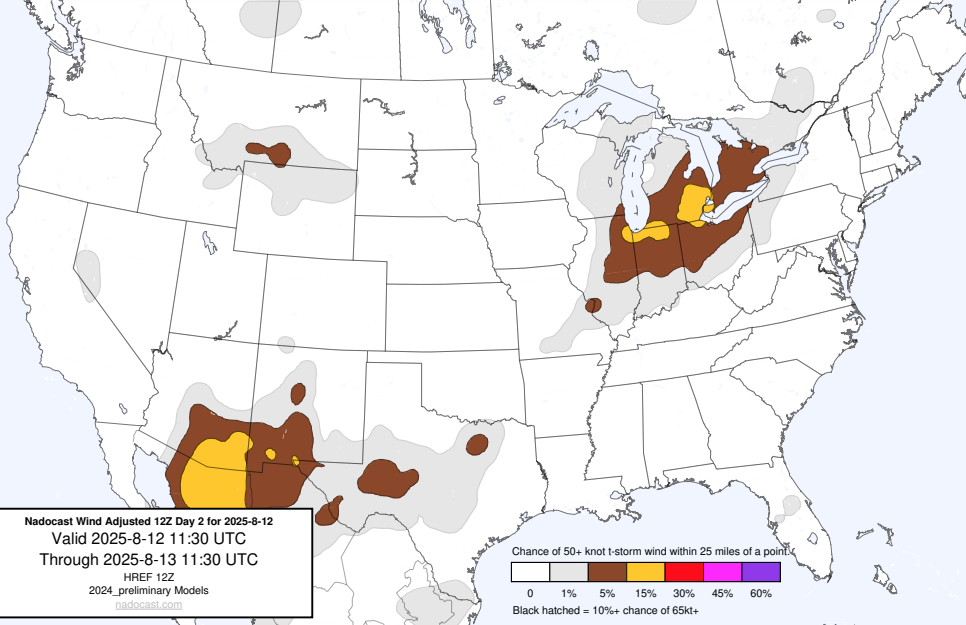 Nadocast Wind Adjusted 12Z Day 2 for 2025-8-12
Valid 2025-8-12 11:30 UTC
Through 2025-8-13 11:30 UTC
HREF 12Z
2024_preliminary Models
nadocast.com
Chance of 50+ knot t-storm wind within 25 miles of a point.
0 1% 5% 15% 30% 45% 60%
Black hatched = 10%+ chance of 65kt+